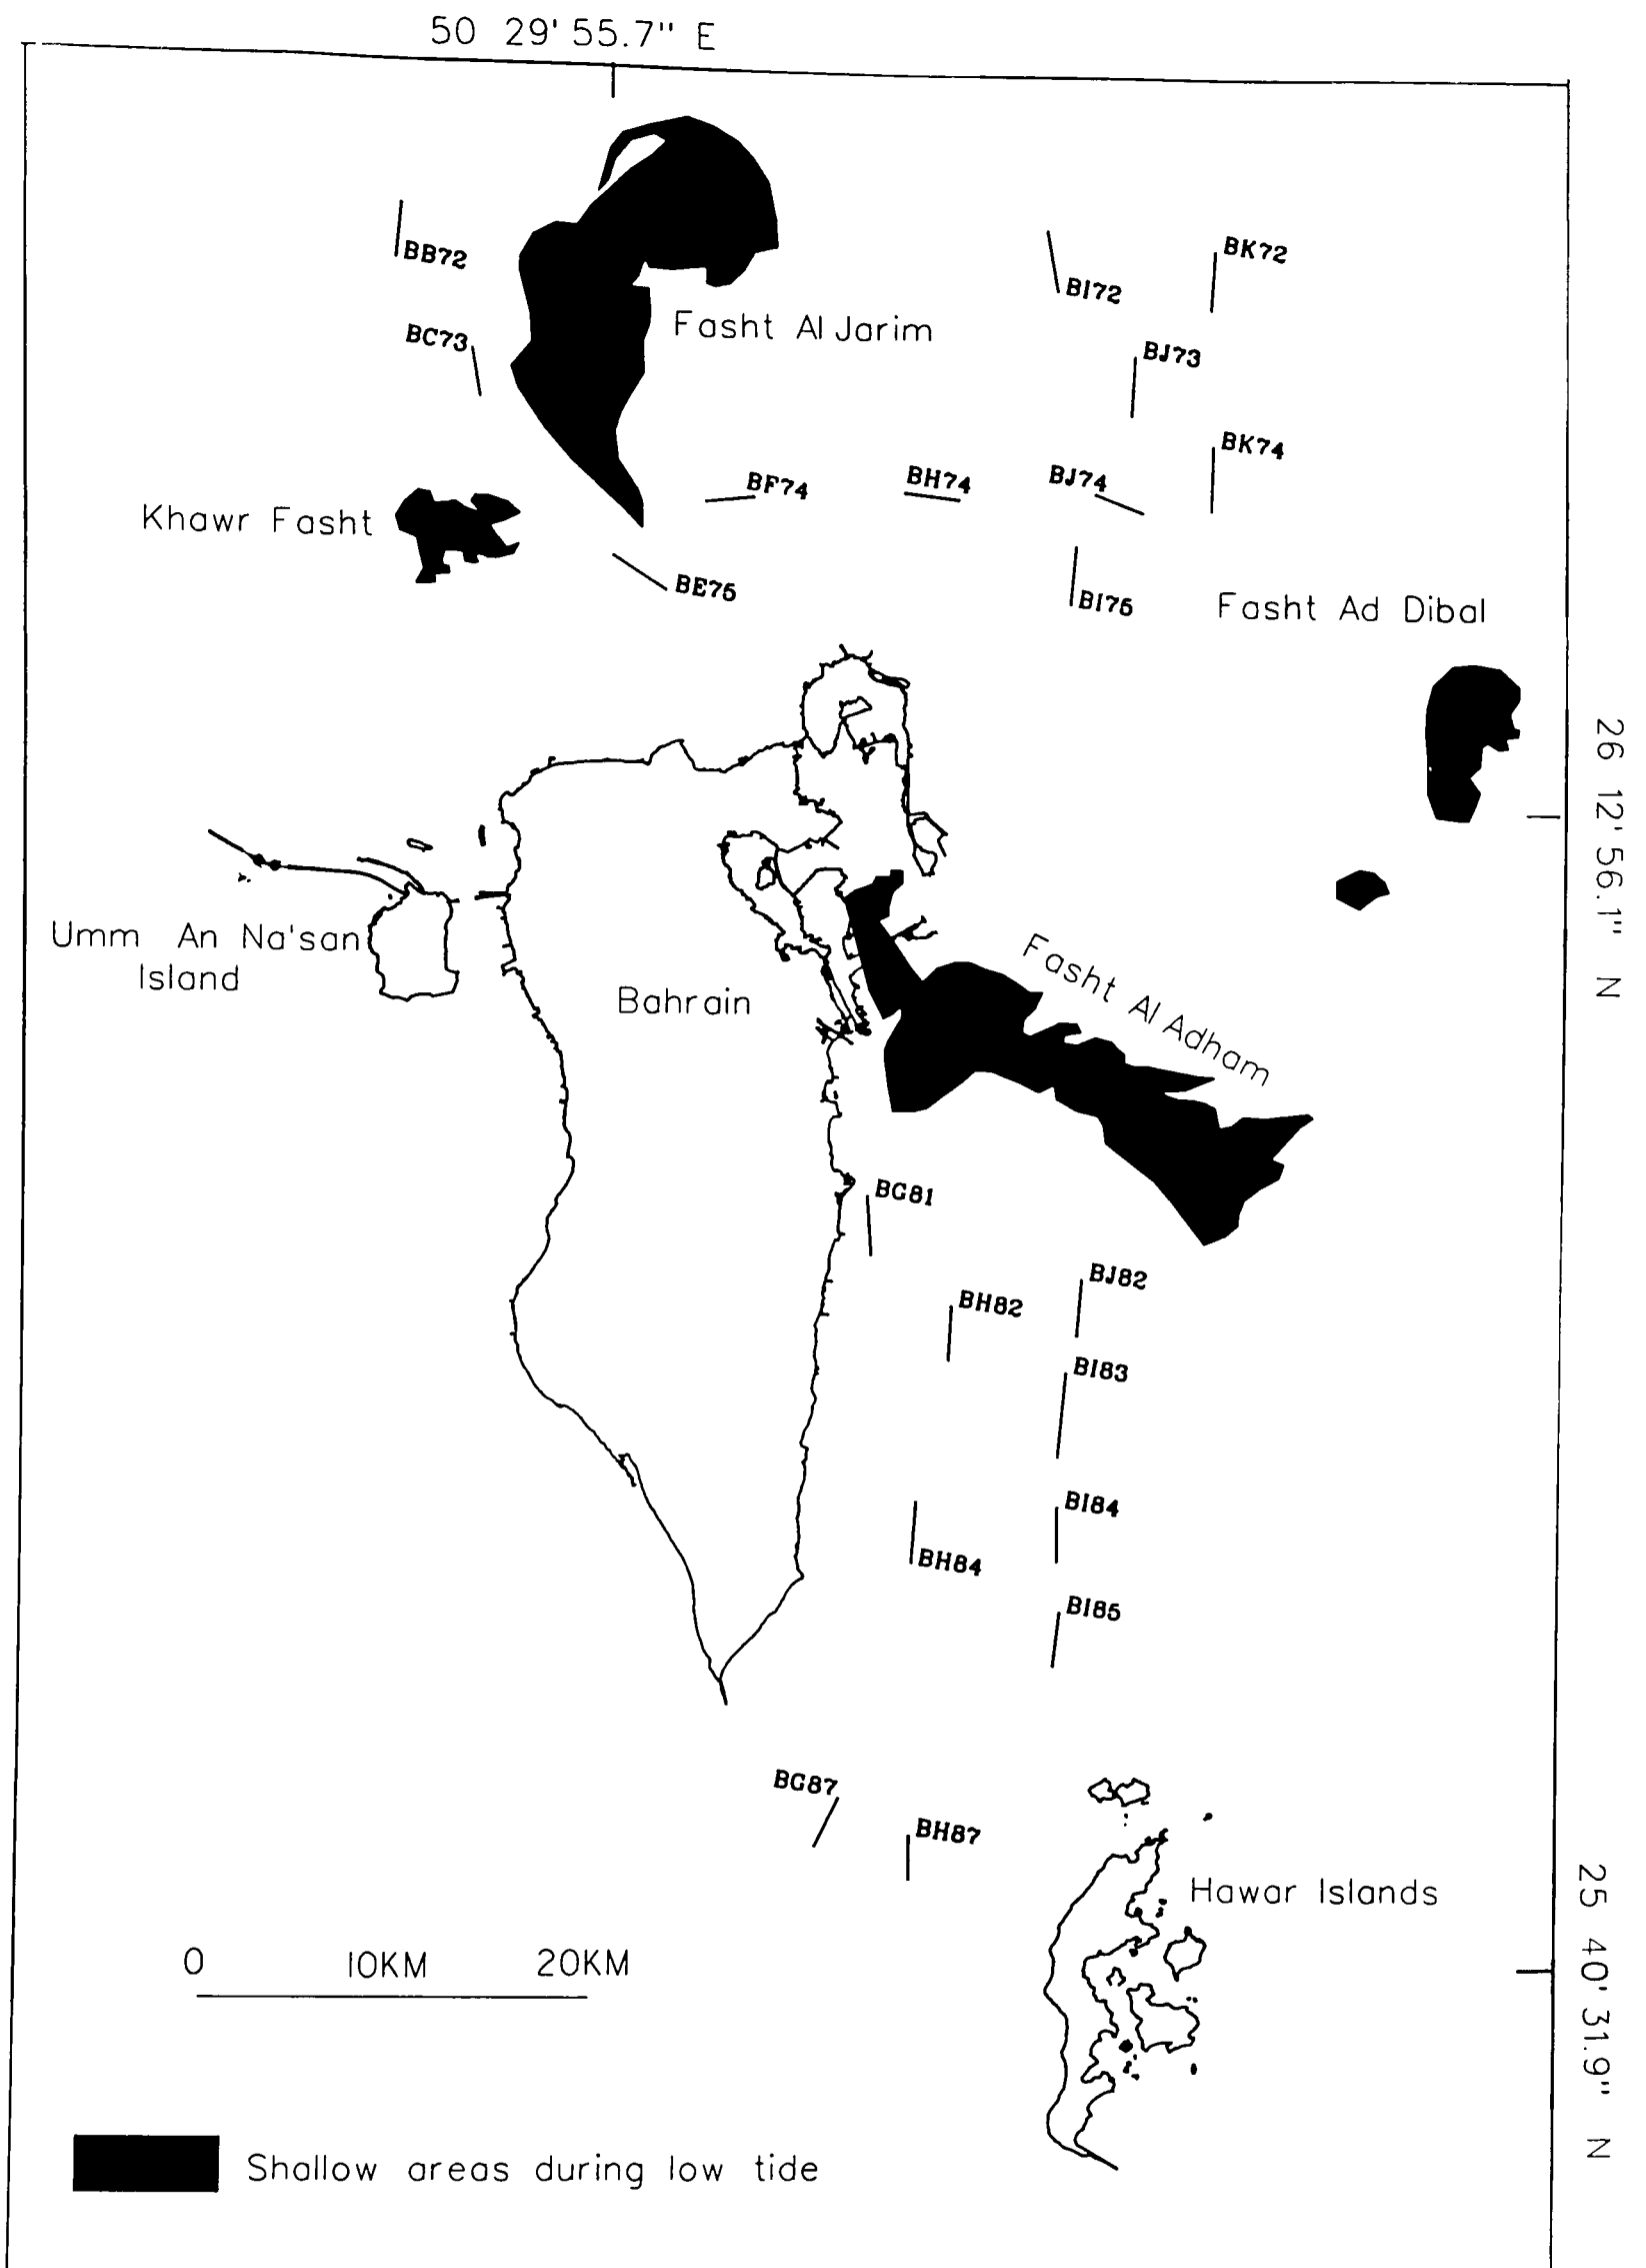 50 29' 55.7" E
BB72
BK72
BI72
Fasht Al Jarim
BC73
BJ73
BK74
BF74
BH74
BJ74
Khawr Fasht
BE75
BI75
Fasht Ad Dibal
26 12' 56.1" N
Umm An Na'san
Island
Bahrain
Fasht Al Adham
BG81
BJ82
BH82
BI83
BI84
BH84
BI85
BG87
BH87
Hawar Islands
25 40' 31.9" N
0 10KM 20KM
Shallow areas during low tide